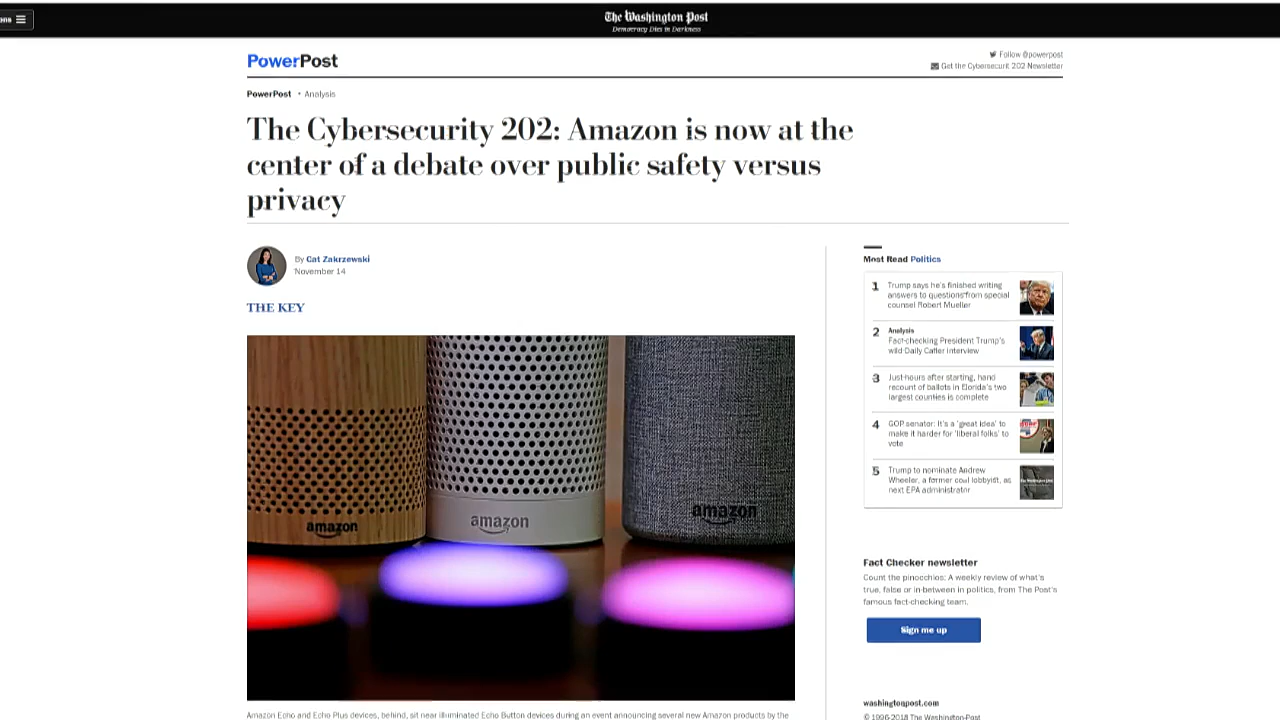 ons
The Washington Post
Democracy Dies in Darkness
PowerPost
Follow @powerpost
Get the Cybersecurit 202 Newsletter
PowerPost • Analysis
The Cybersecurity 202: Amazon is now at the
center of a debate over public safety versus
privacy
By Cat Zakrzewski
November 14
THE KEY
amazon
amazon
amazon
Amazon Echo and Echo Plus devices, behind, sit near illuminated Echo Button devices during an event announcing several new Amazon products by the
Most Read Politics
1 Trump says he's finished writing
answers to questions from special
counsel Robert Mueller
2 Analysis
Fact-checking President Trump's
wild Daily Caller interview
3 Just hours after starting, hand
recount of ballots in Florida's two
largest counties is complete
4 GOP senator: It's a 'great idea' to
make it harder for 'liberal folks' to
vote
5 Trump to nominate Andrew
Wheeler, a former coal lobbyist, as
next EPA administrator
Fact Checker newsletter
Count the pinocchios: A weekly review of what's
true, false or in-between in politics, from The Post's
famous fact-checking team.
Sign me up
washingtonpost.com
© 1996-2018 The Washington Post